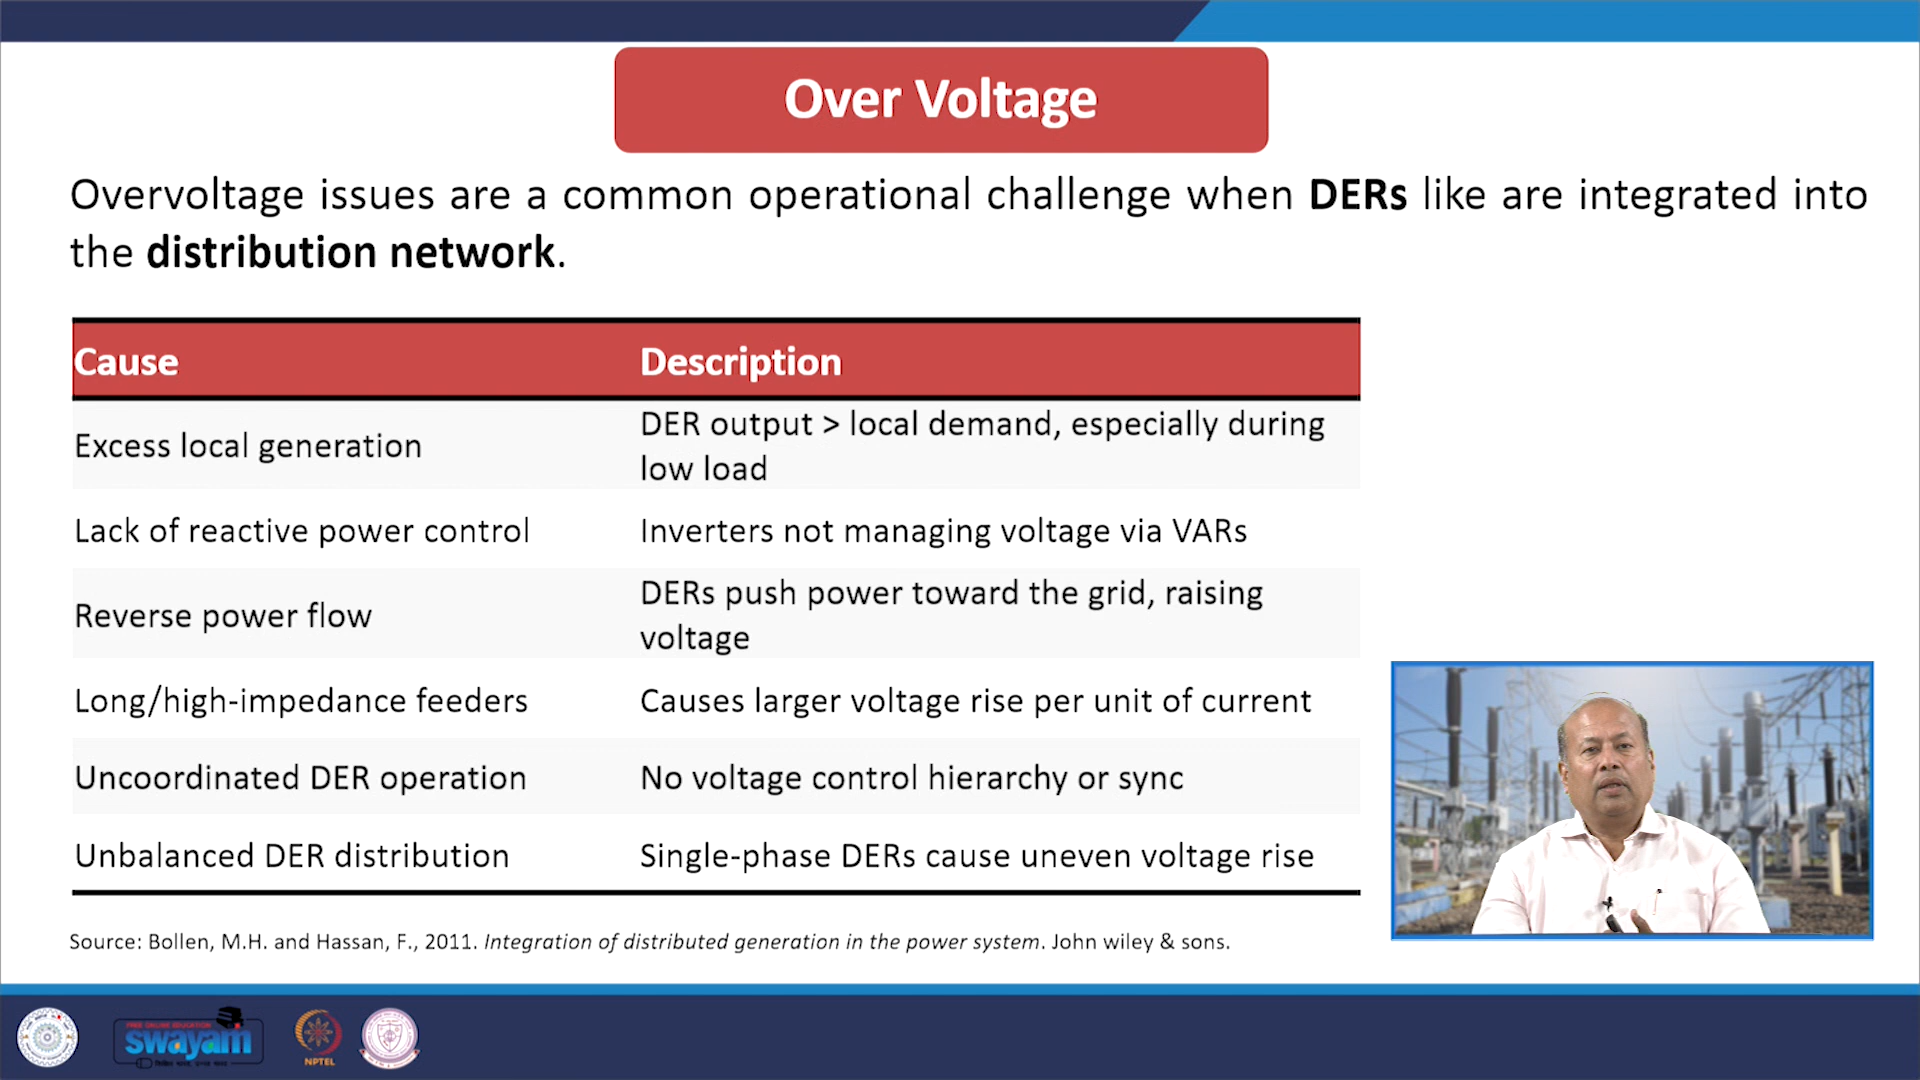 Over Voltage
Overvoltage issues are a common operational challenge when DERs like are integrated into
the distribution network.
Cause Description
Excess local generation DER output > local demand, especially during
low load
Lack of reactive power control Inverters not managing voltage via VARs
Reverse power flow DERs push power toward the grid, raising
voltage
Long/high-impedance feeders Causes larger voltage rise per unit of current
Uncoordinated DER operation No voltage control hierarchy or sync
Unbalanced DER distribution Single-phase DERs cause uneven voltage rise
Source: Bollen, M.H. and Hassan, F., 2011. Integration of distributed generation in the power system. John wiley & sons.
FREE ONLINE EDUCATION
swayam
NPTEL